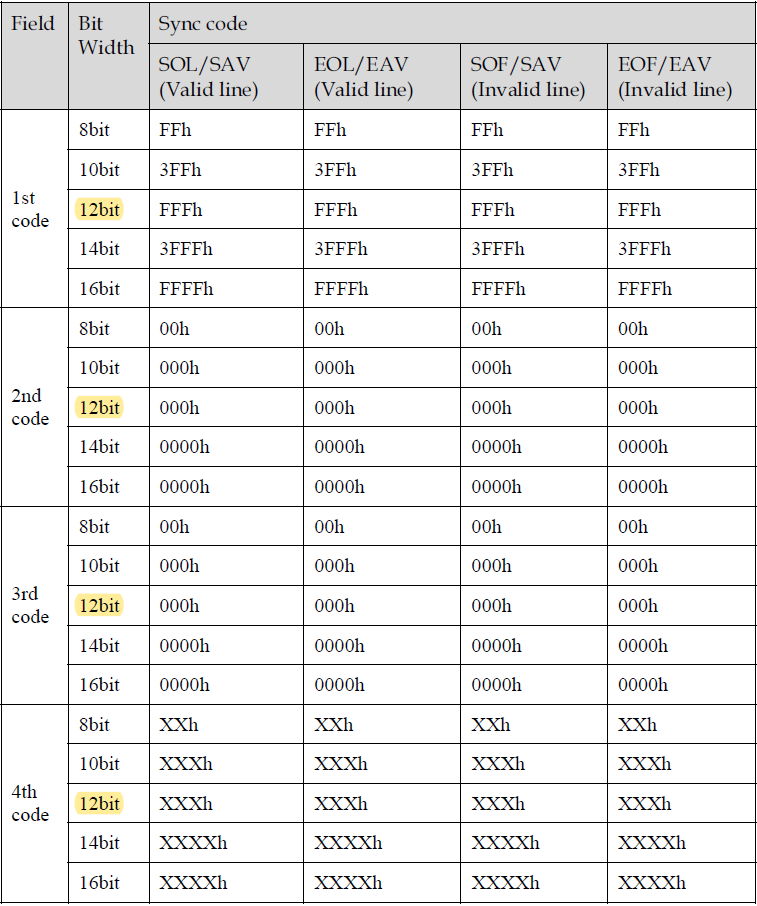 Field Bit Width Sync code
SOL/SAV (Valid line) EOL/EAV (Valid line) SOF/SAV (Invalid line) EOF/EAV (Invalid line)
1st code
8bit FFh FFh FFh FFh
10bit 3FFh 3FFh 3FFh 3FFh
12bit FFFh FFFh FFFh FFFh
14bit 3FFFh 3FFFh 3FFFh 3FFFh
16bit FFFFh FFFFh FFFFh FFFFh
2nd code
8bit 00h 00h 00h 00h
10bit 000h 000h 000h 000h
12bit 000h 000h 000h 000h
14bit 0000h 0000h 0000h 0000h
16bit 0000h 0000h 0000h 0000h
3rd code
8bit 00h 00h 00h 00h
10bit 000h 000h 000h 000h
12bit 000h 000h 000h 000h
14bit 0000h 0000h 0000h 0000h
16bit 0000h 0000h 0000h 0000h
4th code
8bit XXh XXh XXh XXh
10bit XXXh XXXh XXXh XXXh
12bit XXXh XXXh XXXh XXXh
14bit XXXXh XXXXh XXXXh XXXXh
16bit XXXXh XXXXh XXXXh XXXXh